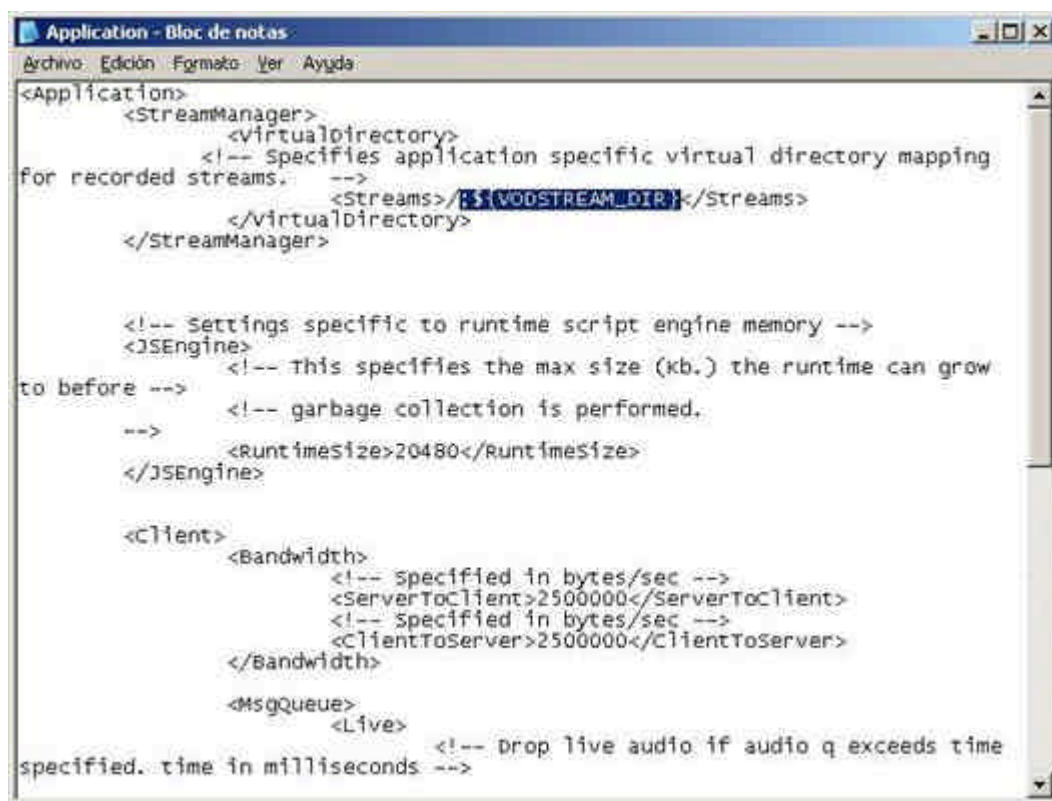 Application - Bloc de notas
Archivo Edición Formato Ver Ayuda
<Application>
<StreamManager>
<VirtualDirectory>
<!-- Specifies application specific virtual directory mapping
for recorded streams. -->
<Streams>/;${VODSTREAM_DIR}</Streams>
</VirtualDirectory>
</StreamManager>
<!-- Settings specific to runtime script engine memory -->
<JSEngine>
<!-- This specifies the max size (Kb.) the runtime can grow
to before -->
<!-- garbage collection is performed.
-->
<RuntimeSize>20480</RuntimeSize>
</JSEngine>
<Client>
<Bandwidth>
<!-- Specified in bytes/sec -->
<ServerToClient>2500000</ServerToClient>
<!-- Specified in bytes/sec -->
<ClientToServer>2500000</ClientToServer>
</Bandwidth>
<MsgQueue>
<Live>
<!-- Drop live audio if audio q exceeds time
specified. time in milliseconds -->